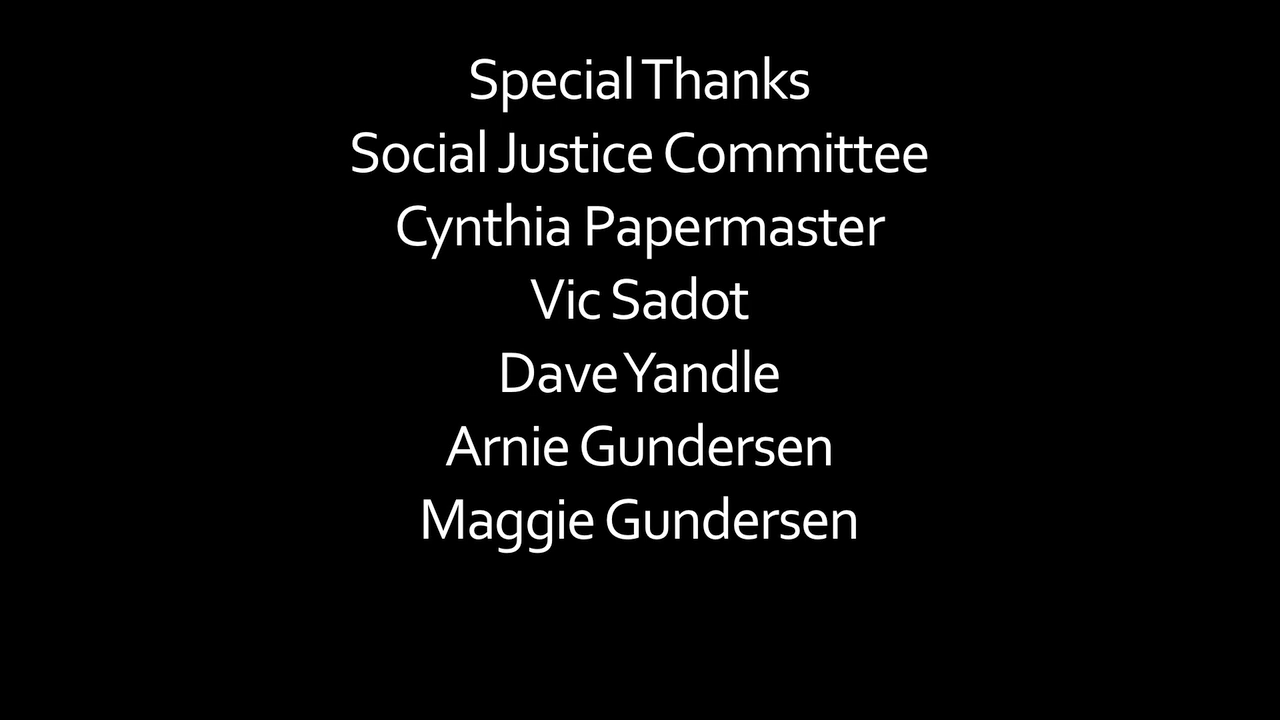 Special Thanks
Social Justice Committee
Cynthia Papermaster
Vic Sadot
Dave Yandle
Arnie Gundersen
Maggie Gundersen